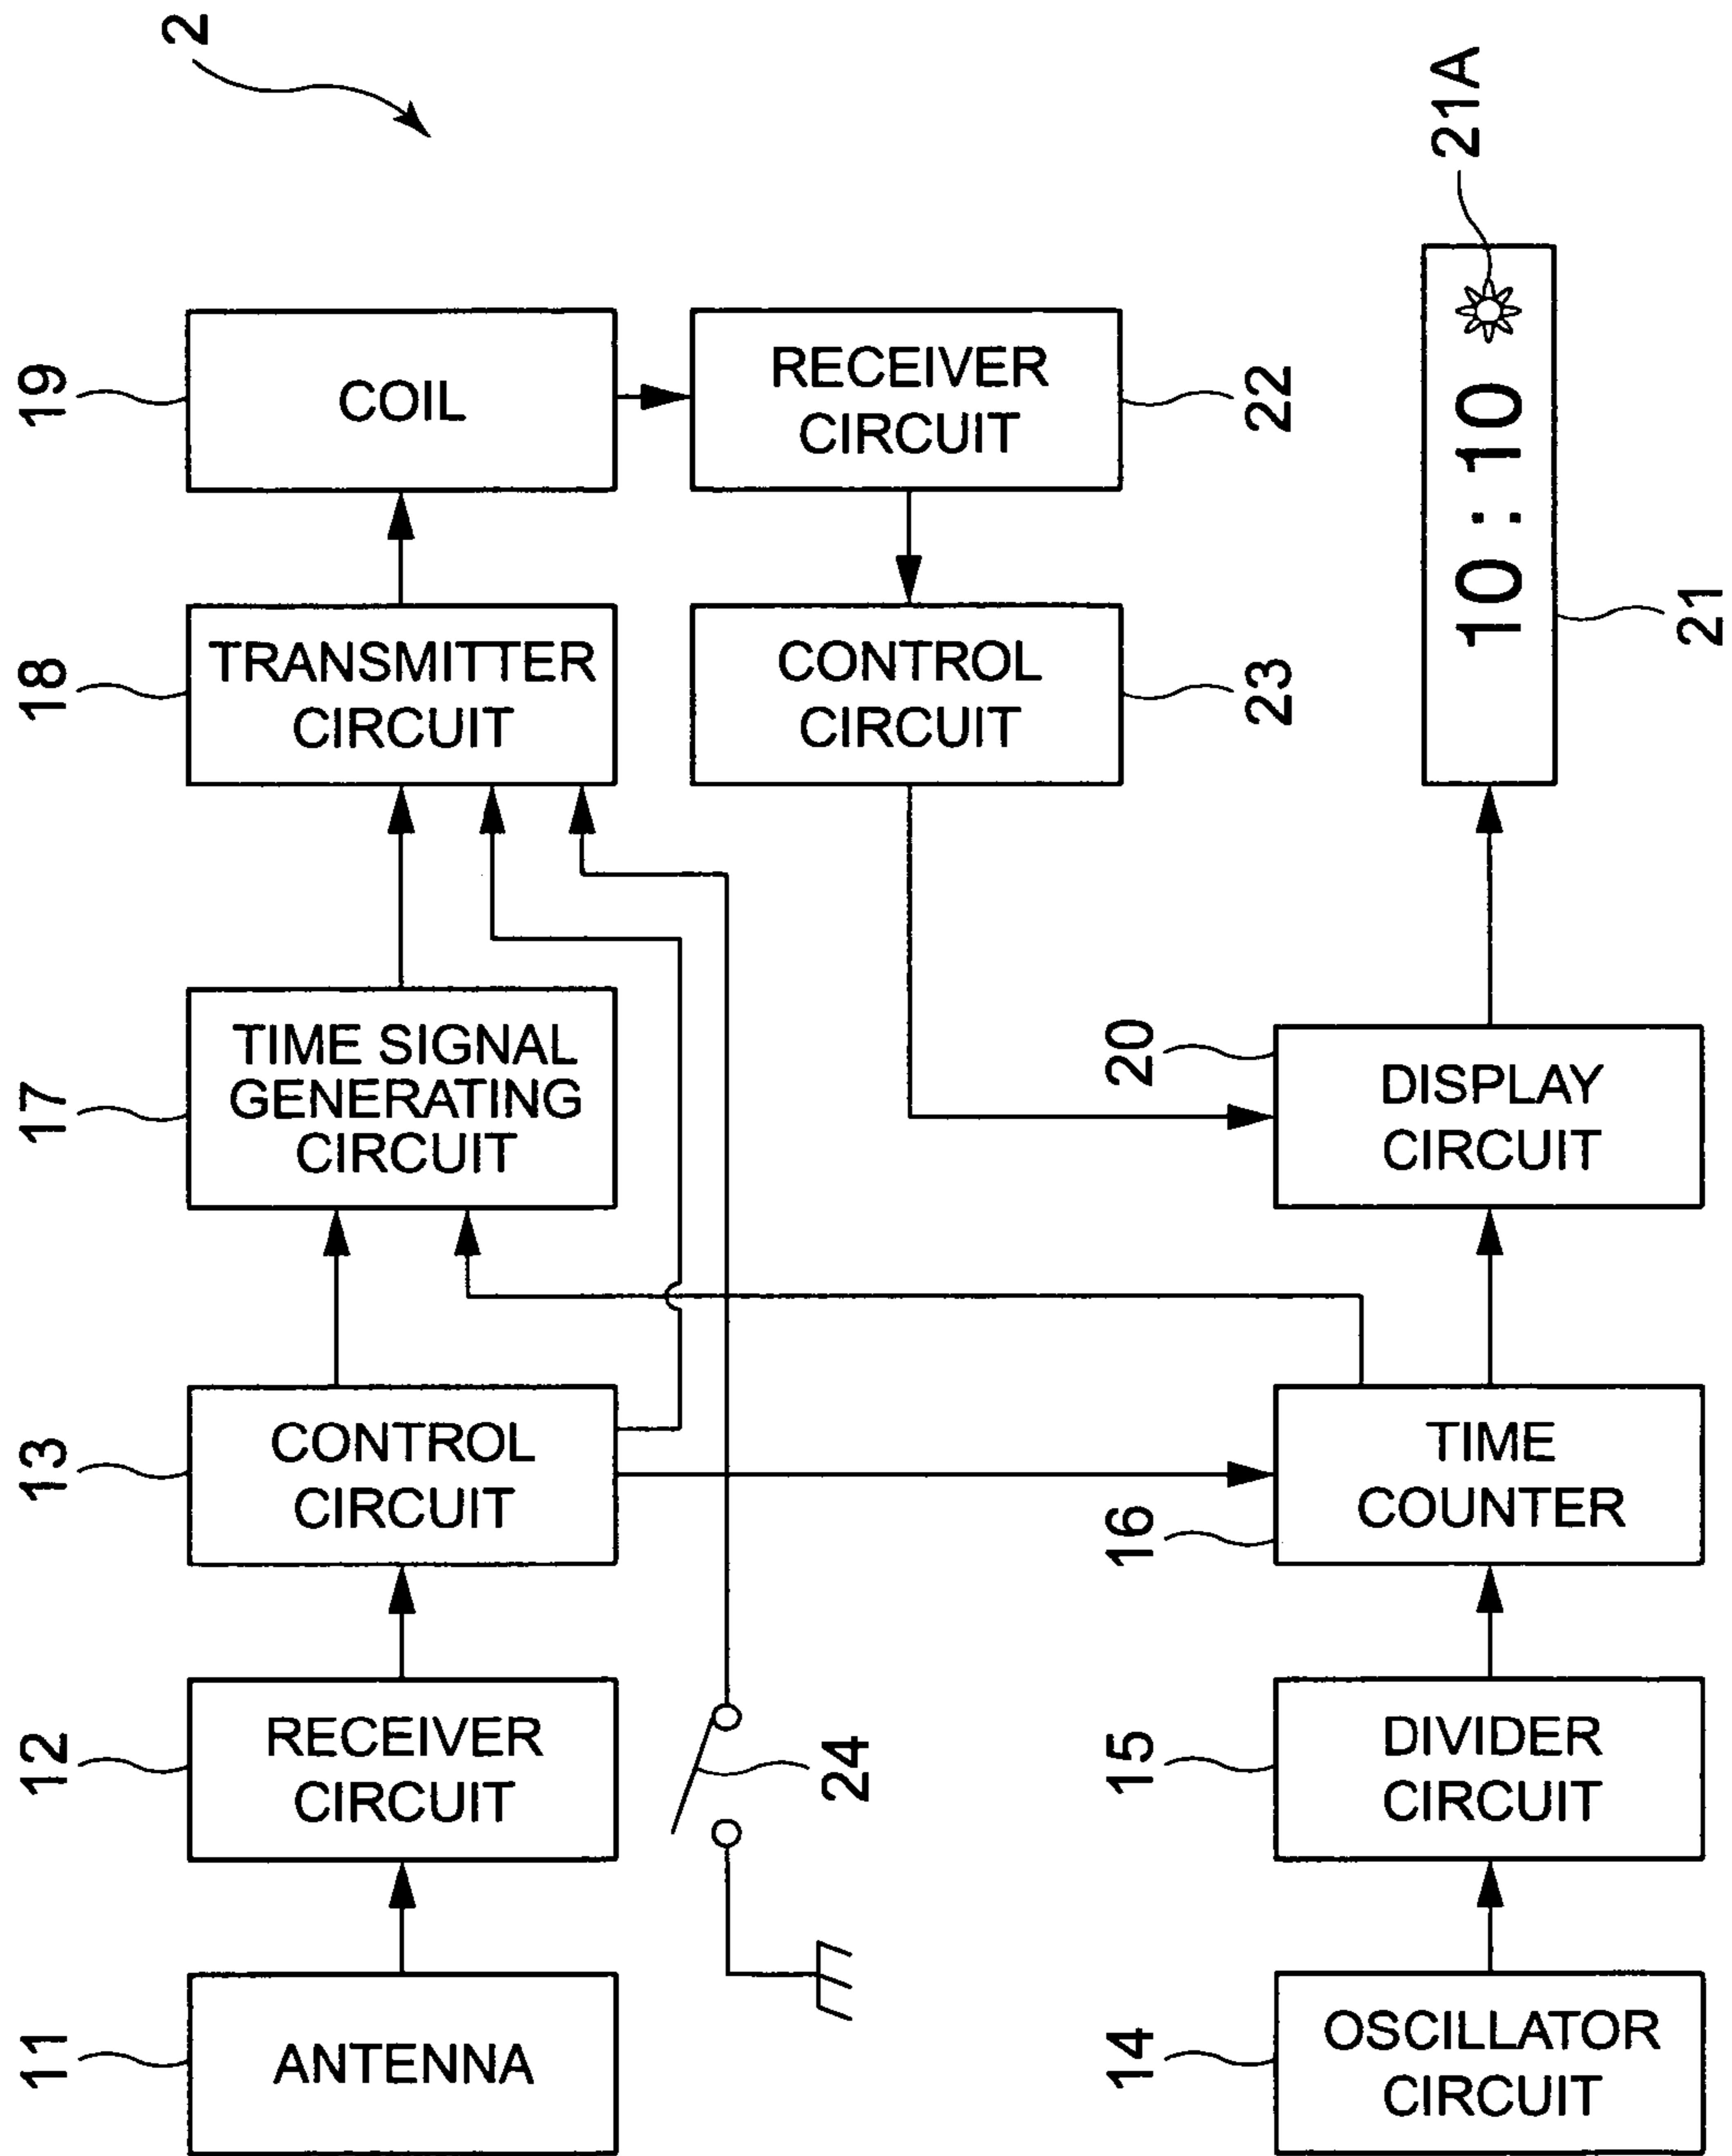 2
19
COIL
RECEIVER
CIRCUIT
22
18
TRANSMITTER
CIRCUIT
CONTROL
CIRCUIT
23
10:10
21A
21
17
TIME SIGNAL
GENERATING
CIRCUIT
20
DISPLAY
CIRCUIT
13
CONTROL
CIRCUIT
16
TIME
COUNTER
12
RECEIVER
CIRCUIT
24
15
DIVIDER
CIRCUIT
11
ANTENNA
14
OSCILLATOR
CIRCUIT